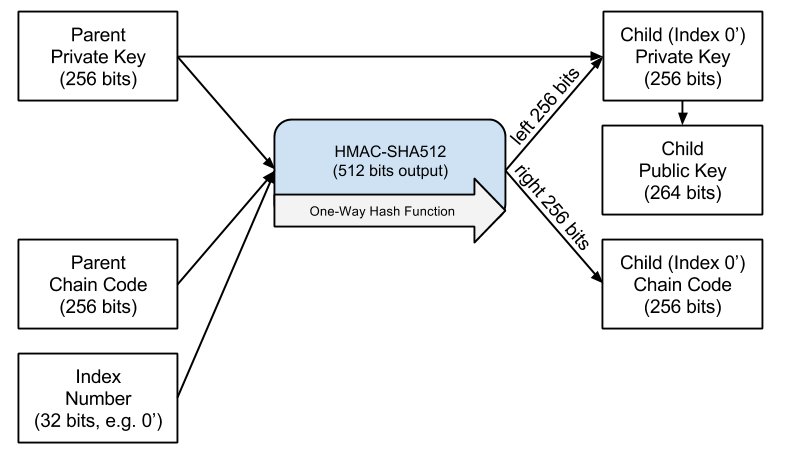 Parent
Private Key
(256 bits)
Child (Index 0’)
Private Key
(256 bits)
left 256 bits
HMAC-SHA512
(512 bits output)
One-Way Hash Function
Child
Public Key
(264 bits)
right 256 bits
Parent
Chain Code
(256 bits)
Child (Index 0’)
Chain Code
(256 bits)
Index
Number
(32 bits, e.g. 0’)